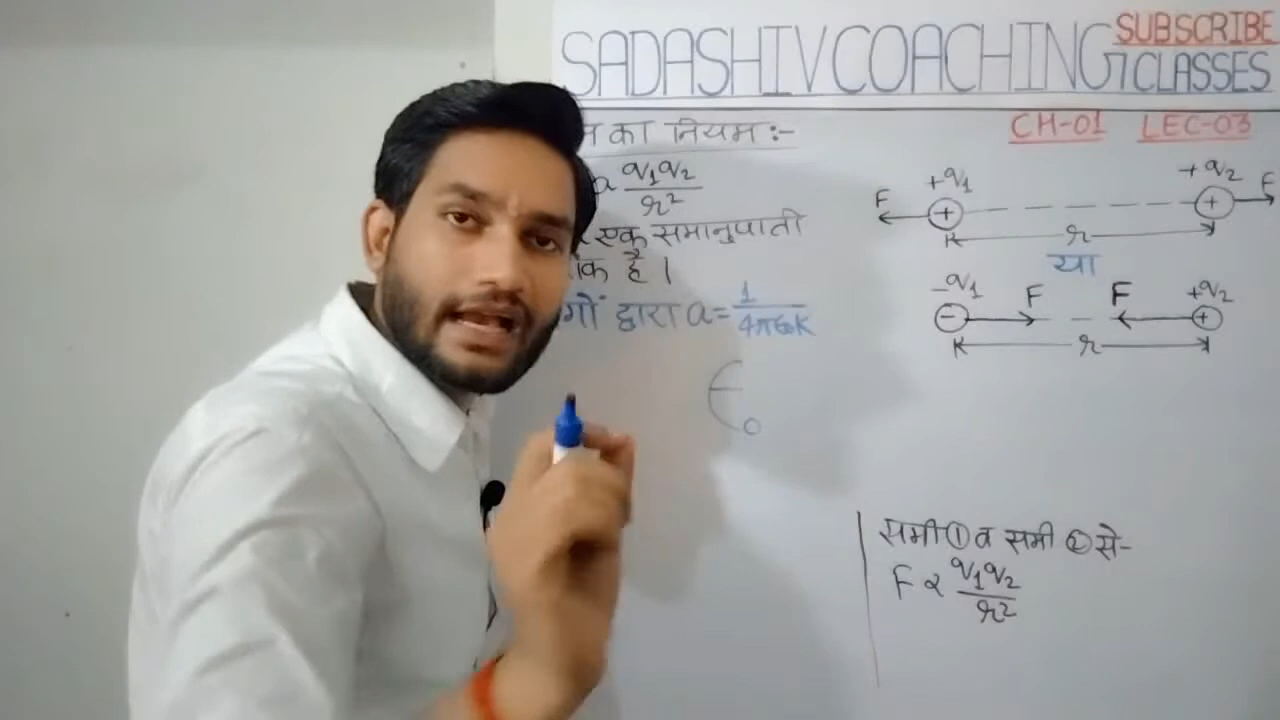 SADASHIV COACHING CLASSES
SUBSCRIBE
CH-01 LEC-03
का नियम :-
a q1q2/r²
एक समानुपाती
है।
द्वारा a = 1/4πϵ0K
ϵ0
+q1 +q2
F + + F
r
या
-q1 F F +q2
- +
r
समी ① व समी ② से-
F ∝ q1q2/r²